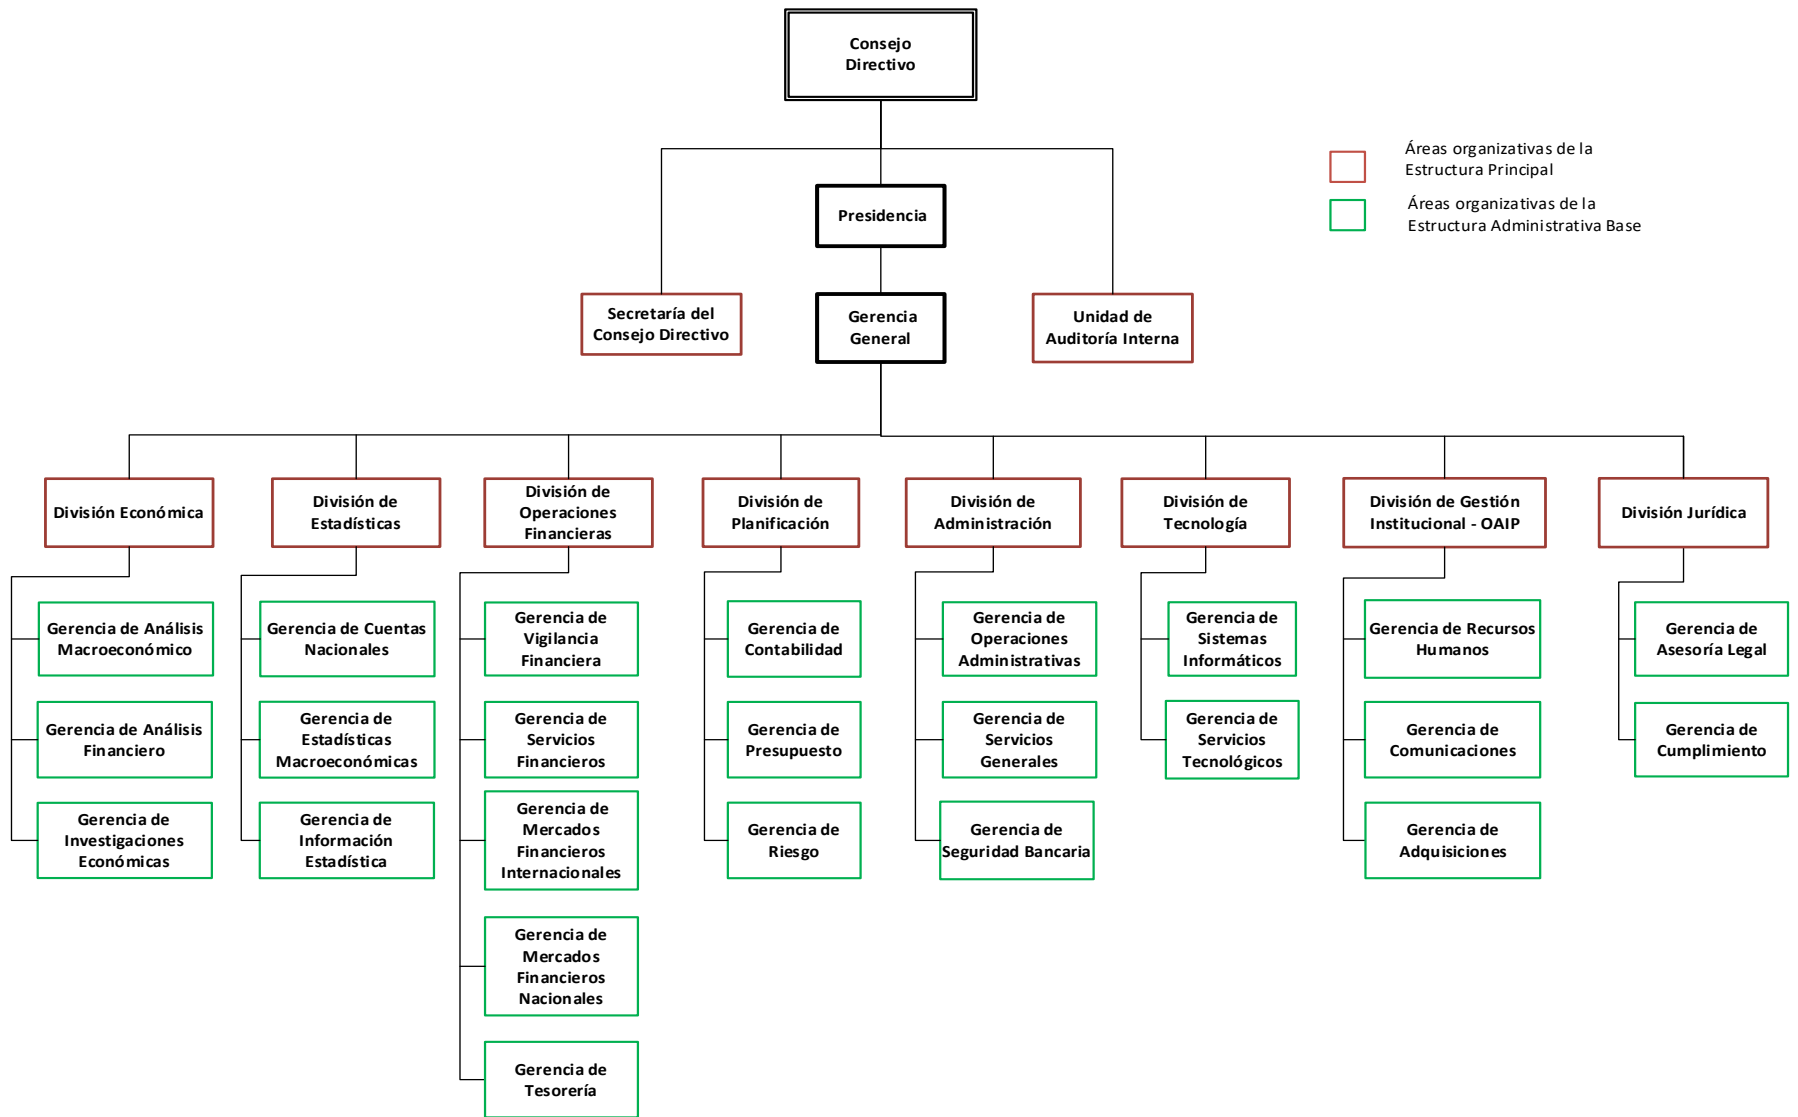 Consejo
Directivo
Áreas organizativas de la
Estructura Principal
Áreas organizativas de la
Estructura Administrativa Base
Presidencia
Secretaría del
Consejo Directivo
Gerencia
General
Unidad de
Auditoría Interna
División Económica
División de
Estadísticas
División de
Operaciones
Financieras
División de
Planificación
División de
Administración
División de
Tecnología
División de Gestión
Institucional - OAIP
División Jurídica
Gerencia de Análisis
Macroeconómico
Gerencia de Cuentas
Nacionales
Gerencia de
Vigilancia
Financiera
Gerencia de
Contabilidad
Gerencia de
Operaciones
Administrativas
Gerencia de
Sistemas
Informáticos
Gerencia de Recursos
Humanos
Gerencia de
Asesoría Legal
Gerencia de Análisis
Financiero
Gerencia de
Estadísticas
Macroeconómicas
Gerencia de
Servicios
Financieros
Gerencia de
Presupuesto
Gerencia de
Servicios
Generales
Gerencia de
Servicios
Tecnológicos
Gerencia de
Comunicaciones
Gerencia de
Cumplimiento
Gerencia de
Investigaciones
Económicas
Gerencia de
Información
Estadística
Gerencia de
Mercados
Financieros
Internacionales
Gerencia de
Riesgo
Gerencia de
Seguridad Bancaria
Gerencia de
Adquisiciones
Gerencia de
Mercados
Financieros
Nacionales
Gerencia de
Tesorería